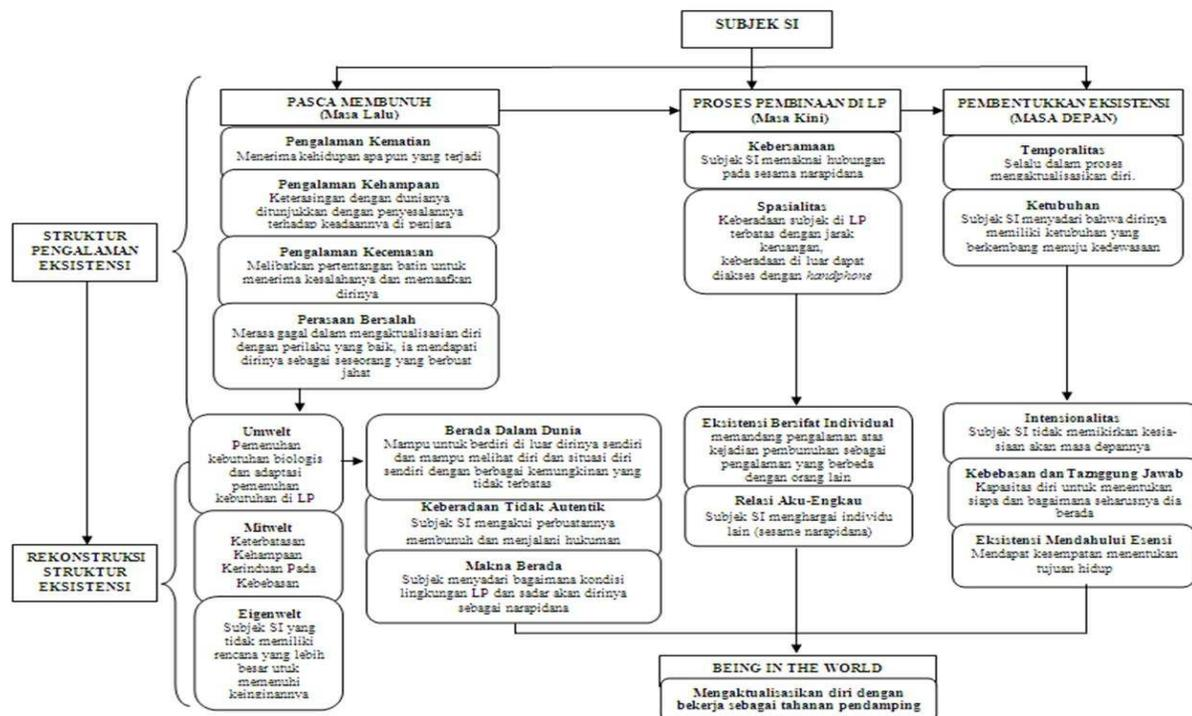 SUBJEK SI
PASCA MEMBUNUH
(Masa Lalu)
PROSES PEMBINAAN DI LP
(Masa Kini)
PEMBENTUKKAN EKSISTENSI
(MASA DEPAN)
Pengalaman Kematian
Menerima kehidupan apa pun yang terjadi
Pengalaman Kehampaan
Keterasingan dengan dunianya
ditunjukkan dengan penyesalannya
terhadap keadaannya di penjara
Pengalaman Kecemasan
Melibatkan pertentangan batin untuk
menerima kesalahanya dan memaafkan
dirinya
Perasaan Bersalah
Merasa gagal dalam mengaktualisasian diri
dengan perilaku yang baik, ia mendapati
dirinya sebagai seseorang yang berbuat
jahat
Kebersamaan
Subjek SI memaknai hubungan
pada sesama narapidana
Spasialitas
Keberadaan subjek di LP
terbatas dengan jarak
keruangan,
keberadaan di luar dapat
diakses dengan handphone
Temporalitas
Selalu dalam proses
mengaktualisasikan diri.
Ketubuhan
Subjek SI menyadari bahwa dirinya
memiliki ketubuhan yang
berkembang menuju kedewasaan
STRUKTUR
PENGALAMAN
EKSISTENSI
REKONSTRUKSI
STRUKTUR
EKSISTENSI
Umwelt
Pemenuhan
kebutuhan biologis
dan adaptasi
pemenuhan
kebutuhan di LP
Mitwelt
Keterbatasan
Kehampaan
Kerinduan Pada
Kebebasan
Eigenwelt
Subjek SI yang
tidak memiliki
rencana yang lebih
besar utuk
memenuhi
keinginannya
Berada Dalam Dunia
Mampu untuk berdiri di luar dirinya sendiri
dan mampu melihat diri dan situasi diri
sendiri dengan berbagai kemungkinan yang
tidak terbatas
Keberadaan Tidak Autentik
Subjek SI mengakui perbuatannya
membunuh dan menjalani hukuman
Makna Berada
Subjek menyadari bagaimana kondisi
lingkungan LP dan sadar akan dirinya
sebagai narapidana
Eksistensi Bersifat Individual
memandang pengalaman atas
kejadian pembunuhan sebagai
pengalaman yang berbeda
dengan orang lain
Relasi Aku-Engkau
Subjek SI menghargai individu
lain (sesame narapidana)
Intensionalitas
Subjek SI tidak memikirkan kesia-
siaan akan masa depannya
Kebebasan dan Taznggung Jawab
Kapasitas diri untuk menentukan
siapa dan bagaimana seharusnya dia
berada
Eksistensi Mendahului Esensi
Mendapat kesempatan menentukan
tujuan hidup
BEING IN THE WORLD
Mengaktualisasikan diri dengan
bekerja sebagai tahanan pendamping